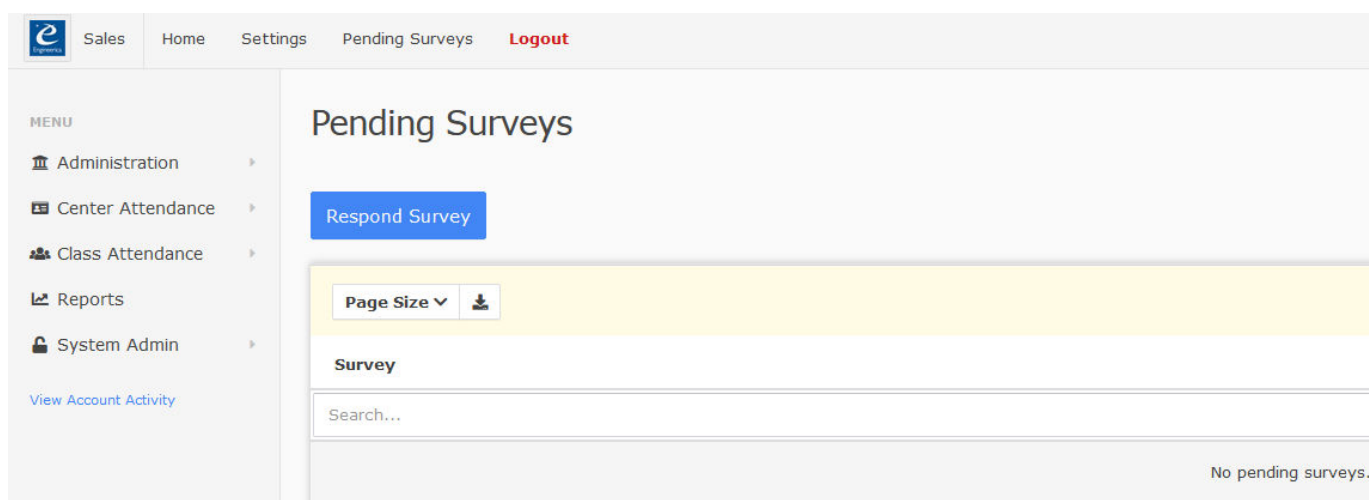 e
Engineerica
Sales Home Settings Pending Surveys Logout
MENU
Administration
Center Attendance
Class Attendance
Reports
System Admin
View Account Activity
Pending Surveys
Respond Survey
Page Size
Survey
Search...
No pending surveys.